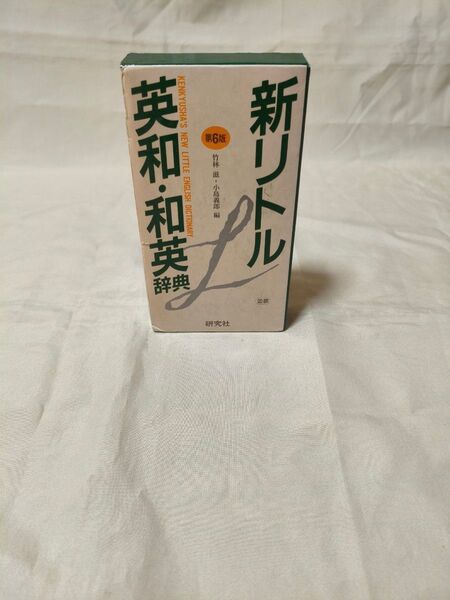 新リトル
英和・和英辞典
KENKYUSHA'S NEW LITTLE ENGLISH DICTIONARY
第6版
竹林 滋・小島義郎 編
研究社